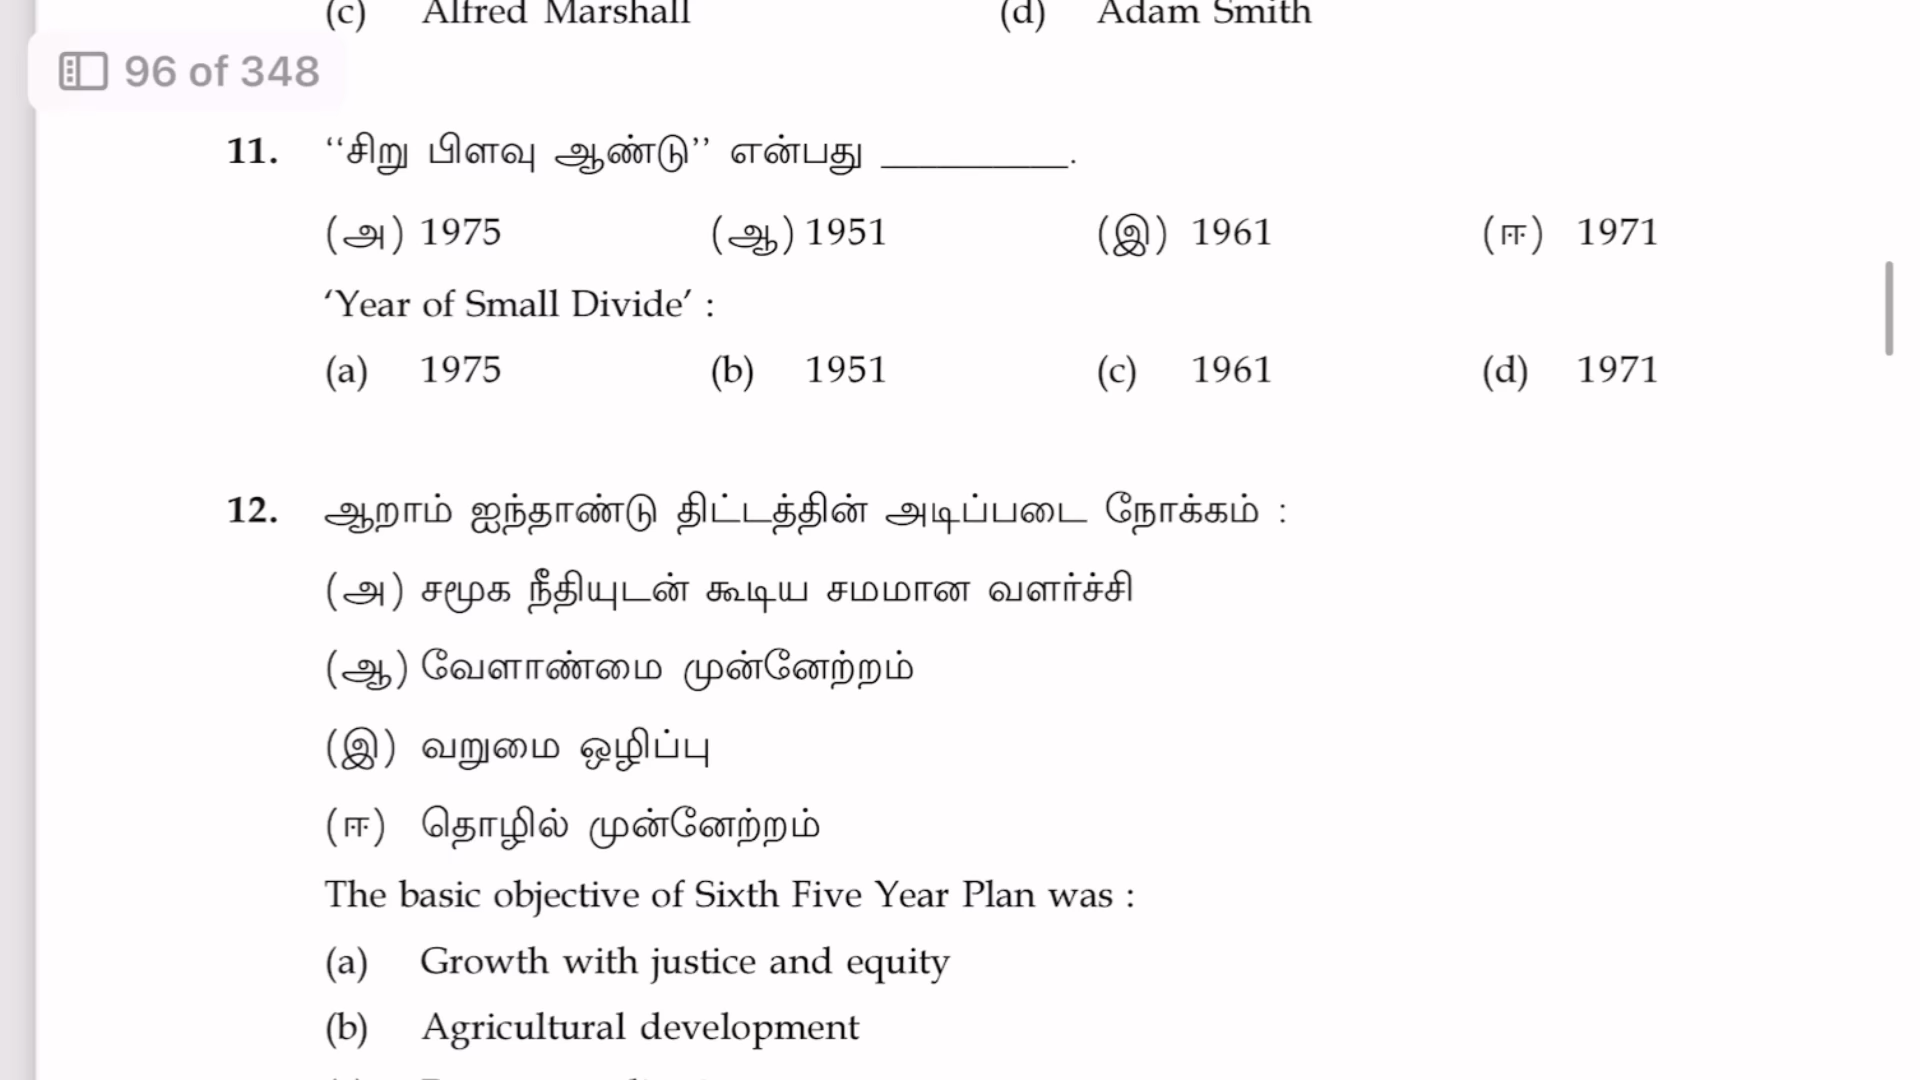 (c) Alfred Marshall (d) Adam Smith
96 of 348
11. ‘‘சிறு பிளவு ஆண்டு’’ என்பது __________.
(அ) 1975 (ஆ) 1951 (இ) 1961 (ஈ) 1971
‘Year of Small Divide’ :
(a) 1975 (b) 1951 (c) 1961 (d) 1971
12. ஆறாம் ஐந்தாண்டு திட்டத்தின் அடிப்படை நோக்கம் :
(அ) சமூக நீதியுடன் கூடிய சமமான வளர்ச்சி
(ஆ) வேளாண்மை முன்னேற்றம்
(இ) வறுமை ஒழிப்பு
(ஈ) தொழில் முன்னேற்றம்
The basic objective of Sixth Five Year Plan was :
(a) Growth with justice and equity
(b) Agricultural development